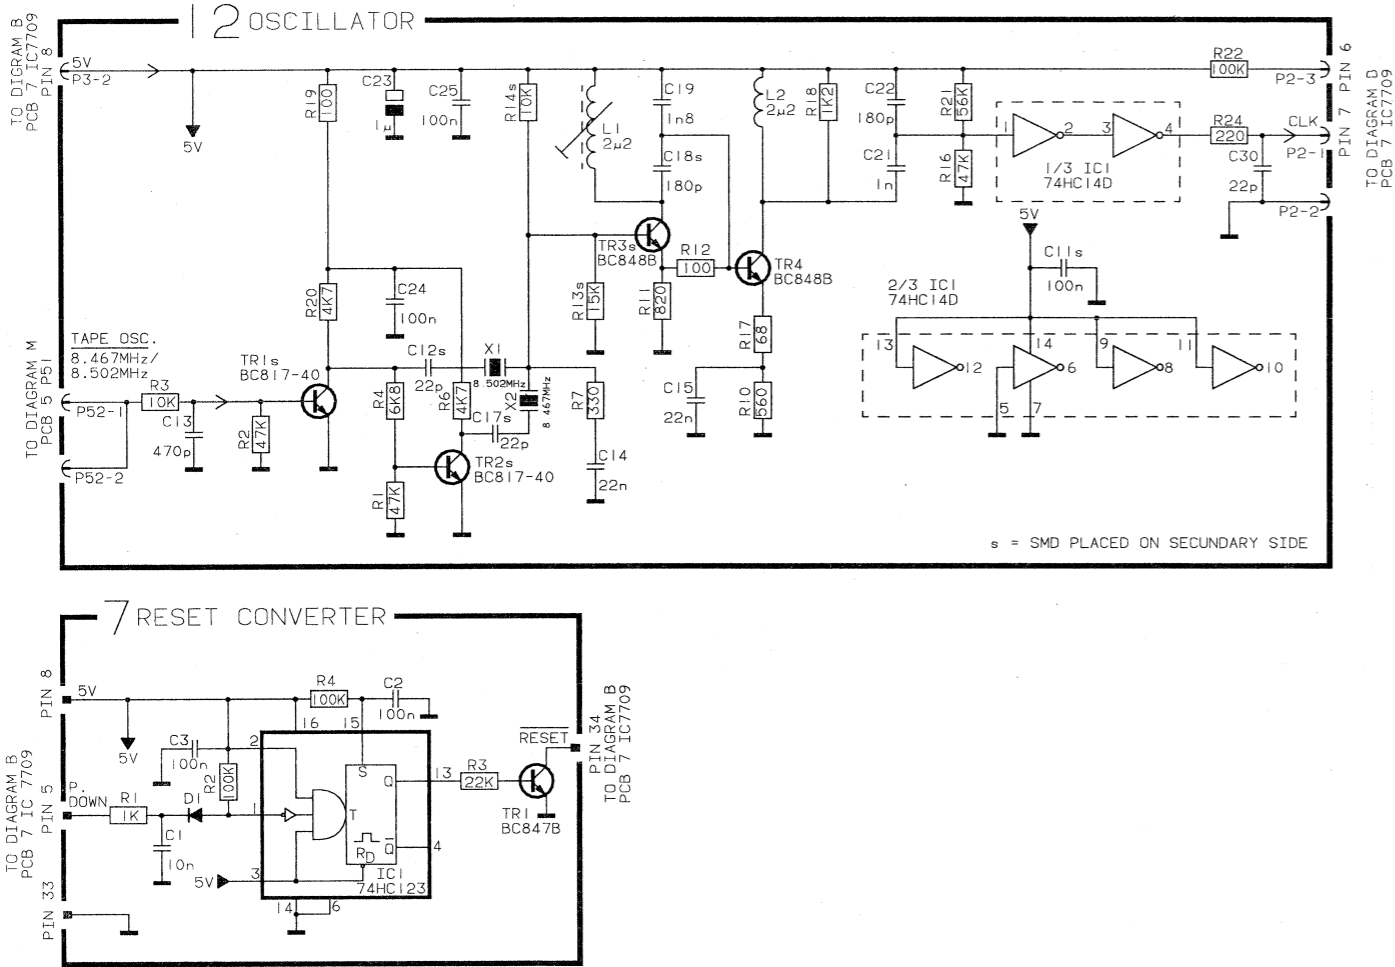 12 OSCILLATOR
TO DIGRAM B
PCB 7 IC7709
PIN 8
5V
P3-2
5V
R19
100
C23
1µ
C25
100n
R14s
10K
L1
2µ2
C19
1n8
C18s
180p
L2
2µ2
R18
1K2
C22
180p
C21
1n
R21
56K
R16
47K
1
2
3
4
1/3 IC1
74HC14D
R22
100K
P2-3
R24
220
CLK
P2-1
C30
22p
P2-2
PIN 7 PIN 6
TO DIAGRAM B
PCB 7 IC7709
TR3s
BC848B
R12
100
TR4
BC848B
R20
4K7
C24
100n
R13s
15K
R11
820
R17
68
5V
C11s
100n
2/3 IC1
74HC14D
13
12
14
6
5
7
9
8
11
10
TO DIAGRAM M
PCB 5 P51
TAPE OSC.
8.467MHz/
8.502MHz
P52-1
P52-2
R3
10K
C13
470p
R2
47K
TR1s
BC817-40
R4
6K8
C12s
22p
X1
8.502MHz
R6
4K7
X2
8.467MHz
C17s
22p
R7
330
C15
22n
R10
560
R1
47K
TR2s
BC817-40
C14
22n
s = SMD PLACED ON SECUNDARY SIDE
7 RESET CONVERTER
PIN 8
5V
5V
R4
100K
C2
100n
16
15
C3
100n
2
R2
100K
S
Q
13
R3
22K
RESET
PIN 34
TO DIAGRAM B
PCB 7 IC7709
TR1
BC847B
TO DIAGRAM B
PCB 7 IC 7709
PIN 5
P.
DOWN
R1
1K
D1
1
T
C1
10n
RD
Q
4
5V
3
IC1
74HC123
14
6
PIN 33